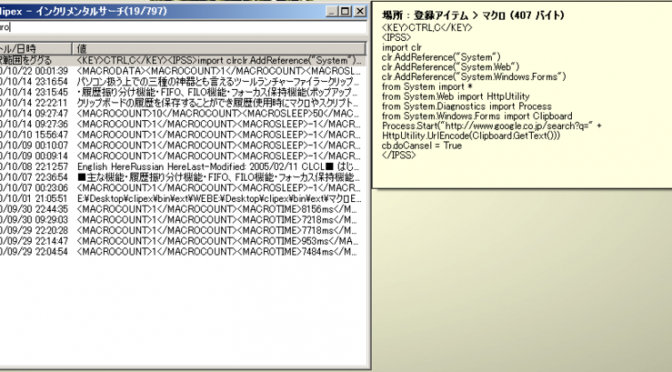 lipex - インクリメンタルサーチ(19/797)
ro
トル/日時 値
範囲をググる <KEY>CTRL,C</KEY><IPSS>import clrclr.AddReference("System")...
0/10/22 00:01:39 <MACRODATA><MACROCOUNT>1</MACROCOUNT><MACROSL...
0/10/14 23:16:54 パソコン扱う上での三種の神器とも言えるツールランチャーファイラークリップ...
0/10/14 23:15:45 ・履歴振り分け機能・FIFO、FILO機能・フォーカス保持機能(ポップアップ...
0/10/14 22:22:11 クリップボードの履歴を保存することができ履歴使用時にマクロやスクリプト...
0/10/14 09:27:47 <MACROCOUNT>10</MACROCOUNT><MACROSLEEP>50</MAC...
0/10/14 09:27:36 <MACROCOUNT>1</MACROCOUNT><MACROSLEEP>-1</MACR...
0/10/10 15:56:47 <MACROCOUNT>1</MACROCOUNT><MACROSLEEP>-1</MACR...
0/10/09 00:10:07 <MACROCOUNT>1</MACROCOUNT><MACROSLEEP>-1</MACR...
0/10/09 00:09:14 <MACROCOUNT>1</MACROCOUNT><MACROSLEEP>-1</MACR...
0/10/08 22:12:57 English HereRussian HereLast-Modified: 2005/02/11 CLCL■ はじ...
0/10/07 22:36:56 ■主な機能・履歴振り分け機能・FIFO、FILO機能・フォーカス保持機能...
0/10/07 00:23:06 <MACROCOUNT>1</MACROCOUNT><MACROSLEEP>-1</MACR...
0/10/01 21:05:51 E:¥Desktop¥clipex¥bin¥ext¥WEBE:¥Desktop¥clipex¥bin¥ext¥マクロE...
0/09/30 22:44:35 <MACROCOUNT>1</MACROCOUNT><MACROTIME>8156ms</M...
0/09/30 09:29:03 <MACROCOUNT>1</MACROCOUNT><MACROTIME>7218ms</M...
0/09/29 22:20:28 <MACROCOUNT>1</MACROCOUNT><MACROTIME>7718ms</M...
0/09/29 22:14:47 <MACROCOUNT>1</MACROCOUNT><MACROTIME>953ms</MA...
0/09/29 22:04:54 <MACROCOUNT>1</MACROCOUNT><MACROTIME>7484ms</M...
場所 : 登録アイテム > マクロ (407 バイト)
<KEY>CTRL,C</KEY>
<IPSS>
import clr
clr.AddReference("System")
clr.AddReference("System.Web")
clr.AddReference("System.Windows.Forms")
from System import *
from System.Web import HttpUtility
from System.Diagnostics import Process
from System.Windows.Forms import Clipboard
Process.Start("http://www.google.co.jp/search?q=" +
HttpUtility.UrlEncode(Clipboard.GetText()))
cb.doCansel = True
</IPSS>